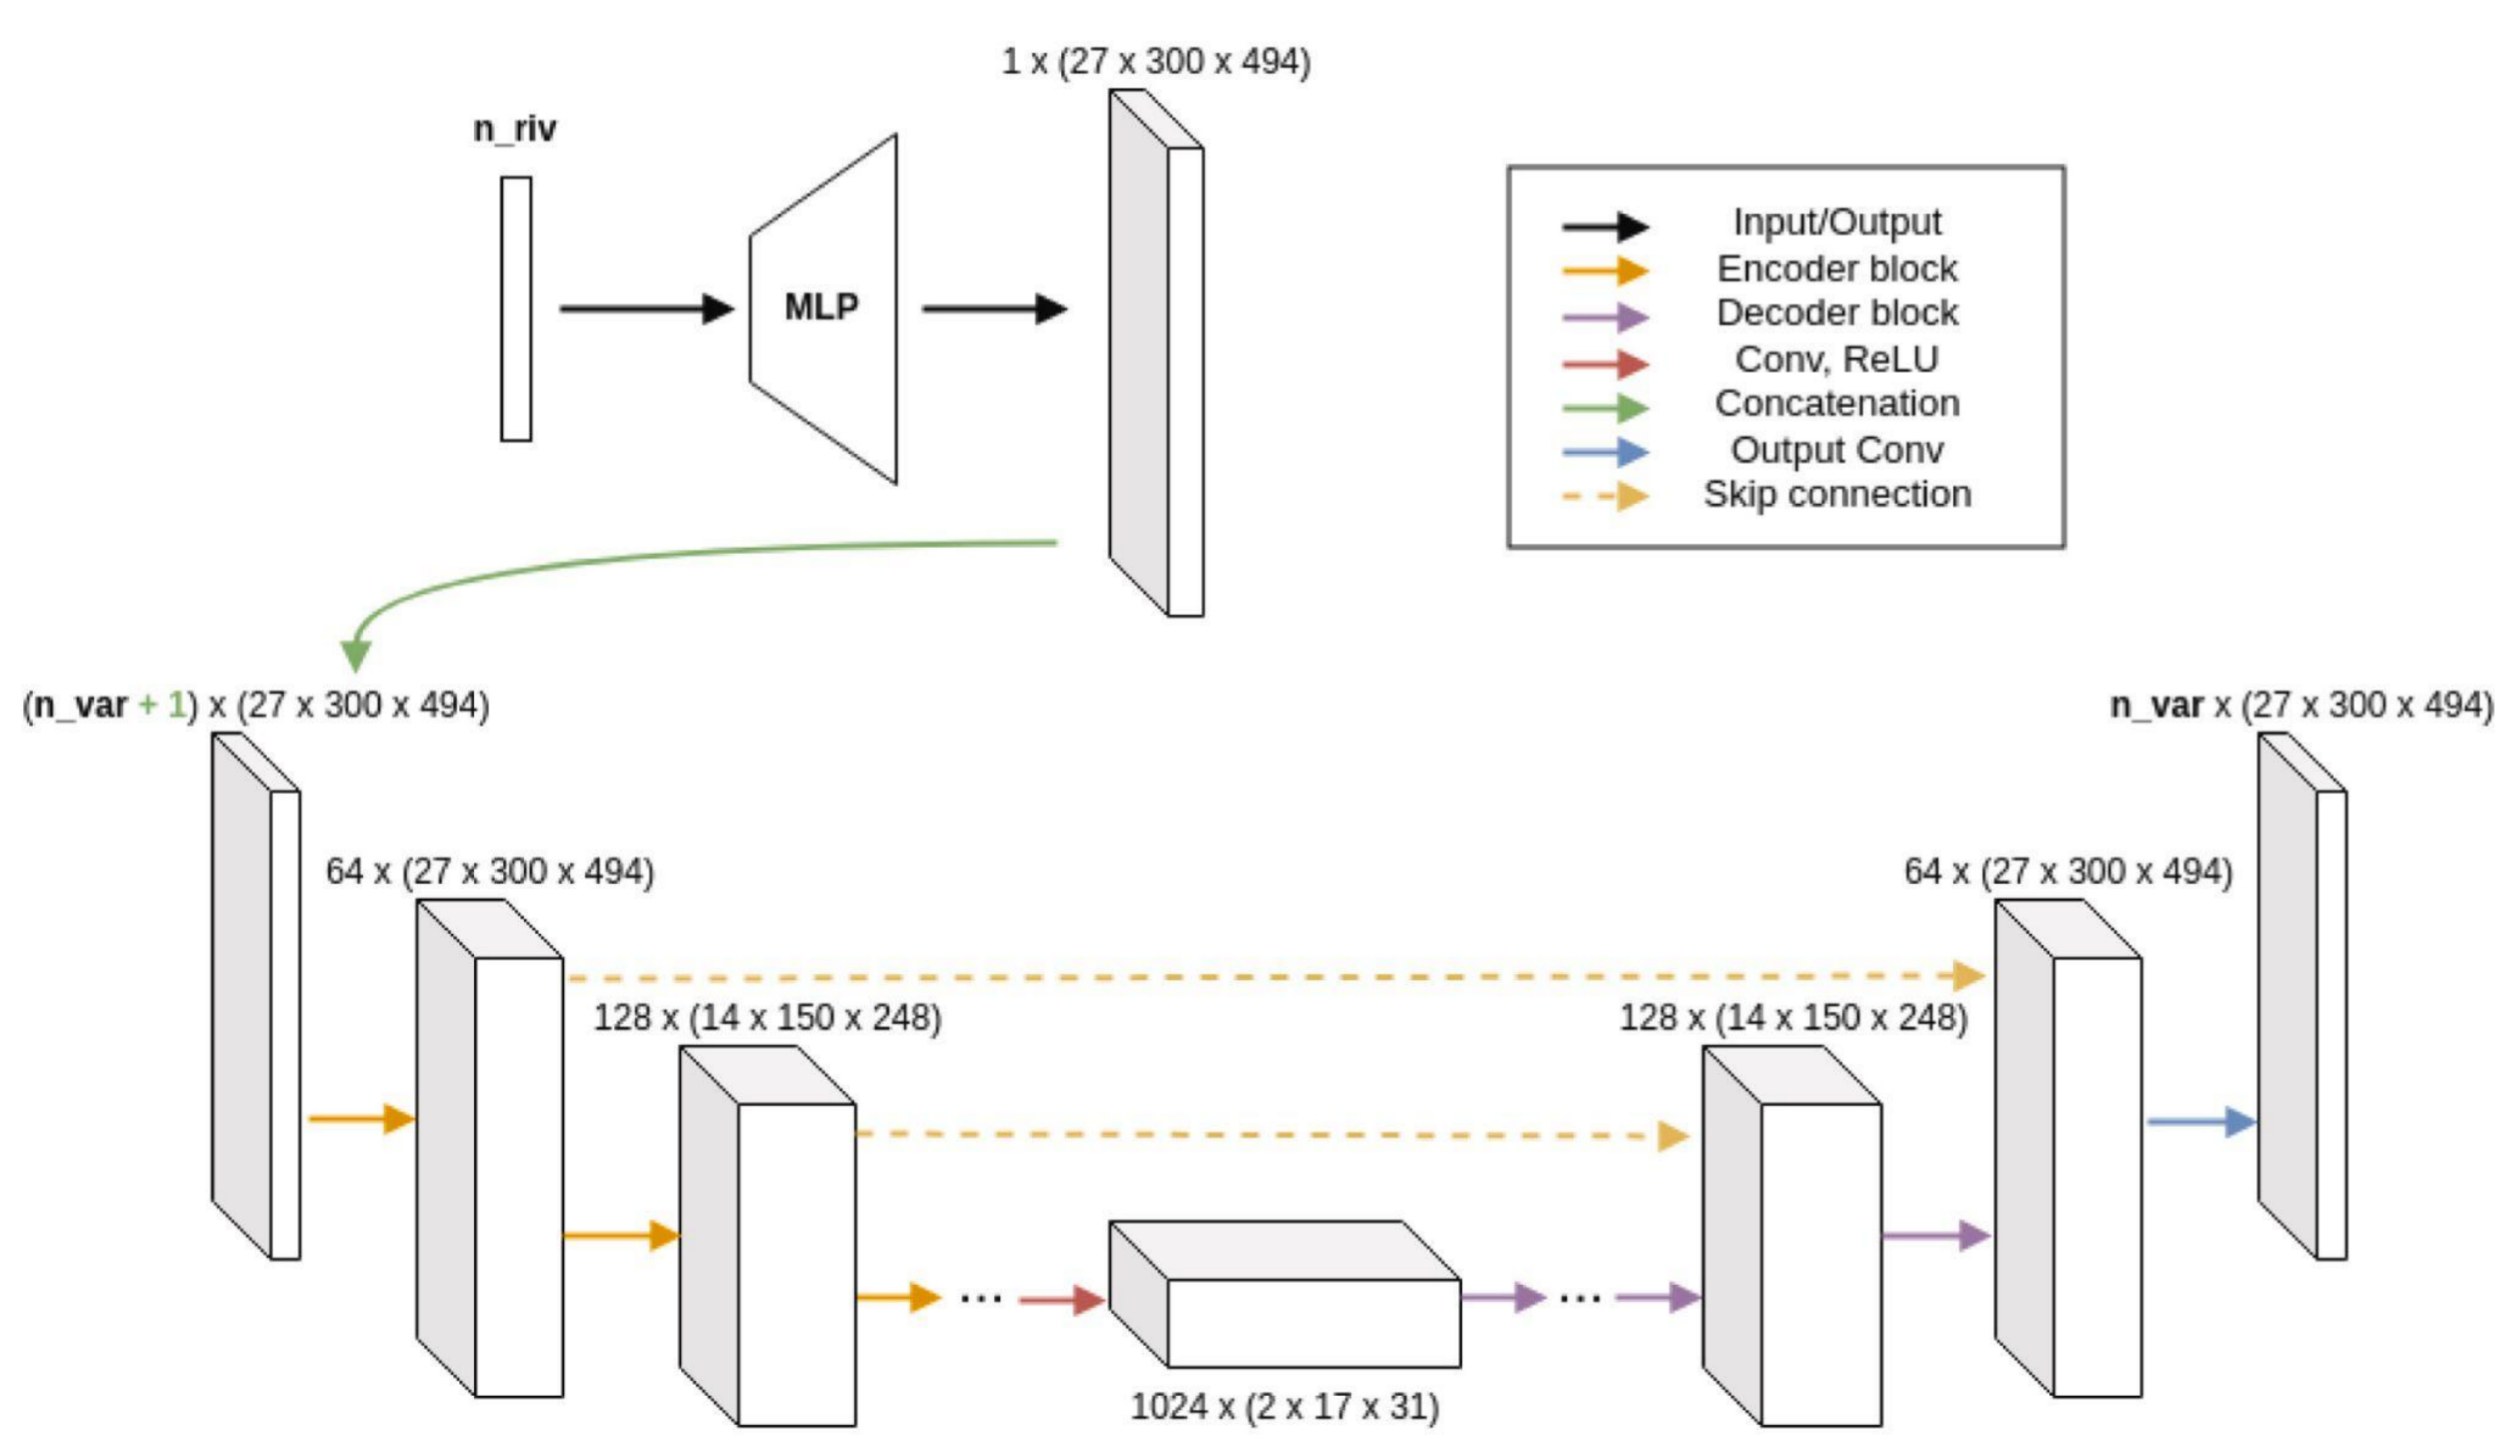 1 x (27 x 300 x 494)
n_riv
MLP
Input/Output
Encoder block
Decoder block
Conv, ReLU
Concatenation
Output Conv
Skip connection
(n_var + 1) x (27 x 300 x 494)
n_var x (27 x 300 x 494)
64 x (27 x 300 x 494)
64 x (27 x 300 x 494)
128 x (14 x 150 x 248)
128 x (14 x 150 x 248)
...
...
1024 x (2 x 17 x 31)